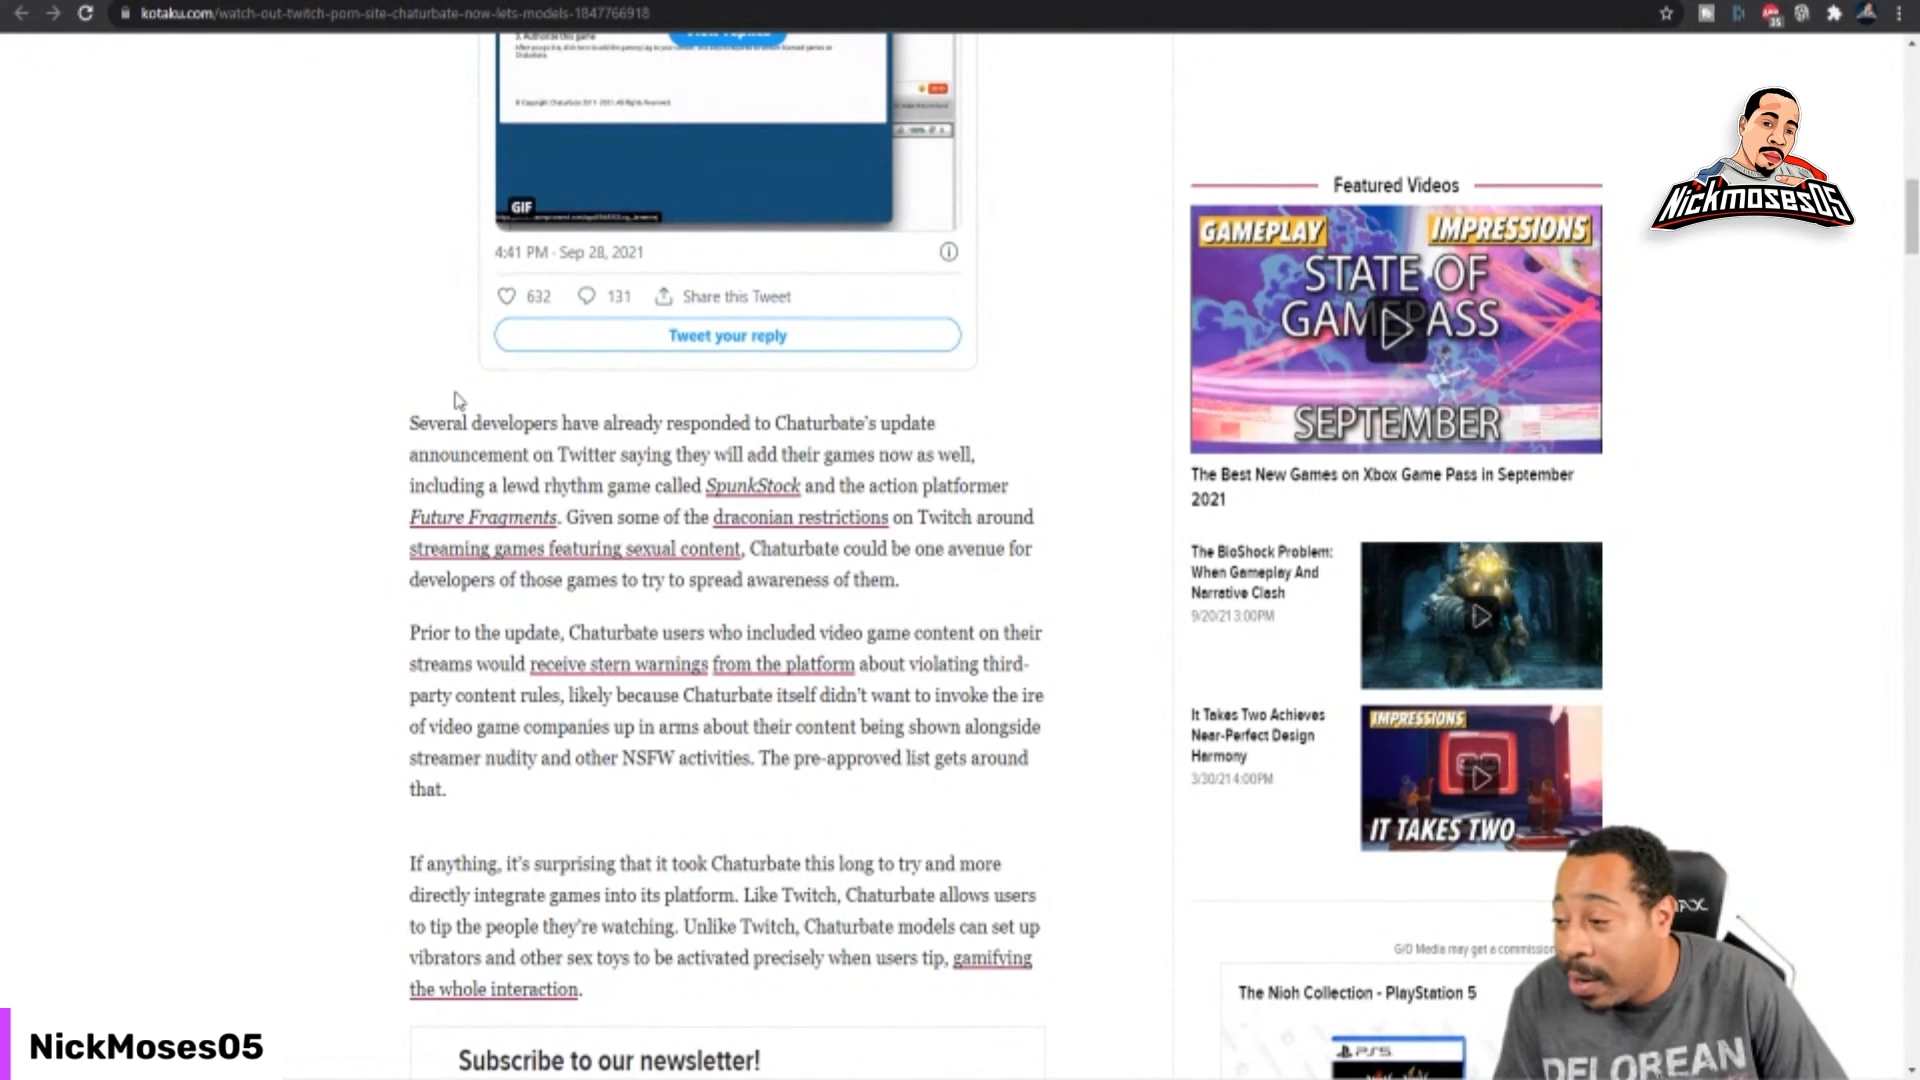 kotaku.com/watch-out-twitch-porn-site-chaturbate-now-lets-models-1847766918
3. Authorize this game
© Copyright Chaturbate 2011-2021. All Rights Reserved.
GIF
4:41 PM · Sep 28, 2021
632
131
Share this Tweet
Tweet your reply
Several developers have already responded to Chaturbate's update
announcement on Twitter saying they will add their games now as well,
including a lewd rhythm game called SpunkStock and the action platformer
Future Fragments. Given some of the draconian restrictions on Twitch around
streaming games featuring sexual content, Chaturbate could be one avenue for
developers of those games to try to spread awareness of them.
Prior to the update, Chaturbate users who included video game content on their
streams would receive stern warnings from the platform about violating third-
party content rules, likely because Chaturbate itself didn't want to invoke the ire
of video game companies up in arms about their content being shown alongside
streamer nudity and other NSFW activities. The pre-approved list gets around
that.
If anything, it's surprising that it took Chaturbate this long to try and more
directly integrate games into its platform. Like Twitch, Chaturbate allows users
to tip the people they're watching. Unlike Twitch, Chaturbate models can set up
vibrators and other sex toys to be activated precisely when users tip, gamifying
the whole interaction.
Subscribe to our newsletter!
NickMoses05
Nickmoses05
Featured Videos
GAMEPLAY
IMPRESSIONS
STATE OF
GAMEPASS
SEPTEMBER
The Best New Games on Xbox Game Pass in September
2021
The BioShock Problem:
When Gameplay And
Narrative Clash
9/20/21 3:00PM
It Takes Two Achieves
Near-Perfect Design
Harmony
3/30/21 4:00PM
IMPRESSIONS
IT TAKES TWO
G/O Media may get a commission
The Nioh Collection - PlayStation 5
PS5
DELOREAN